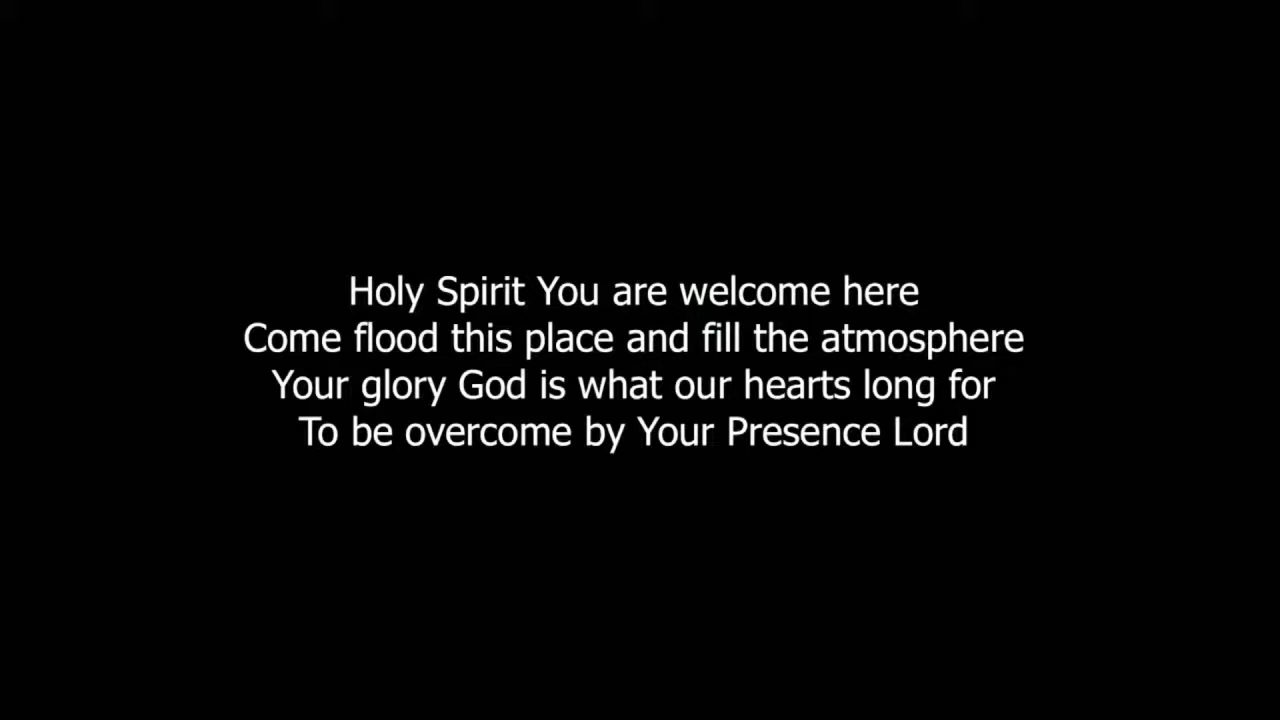 Holy Spirit You are welcome here
Come flood this place and fill the atmosphere
Your glory God is what our hearts long for
To be overcome by Your Presence Lord